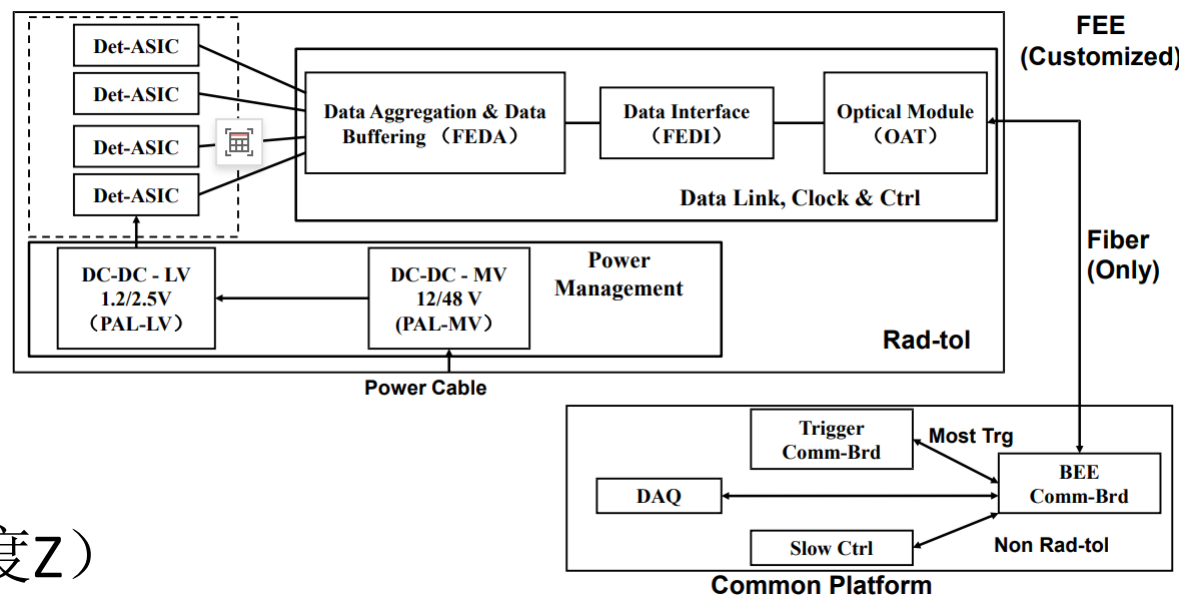 FEE
(Customized)
Det-ASIC
Det-ASIC
Det-ASIC
Det-ASIC
Data Aggregation & Data
Buffering （FEDA）
Data Interface
(FEDI)
Optical Module
(OAT)
Data Link, Clock & Ctrl
Fiber
(Only)
DC-DC - LV
1.2/2.5V
（PAL-LV）
DC-DC - MV
12/48 V
(PAL-MV）
Power
Management
Rad-tol
Power Cable
Trigger
Comm-Brd
Most Trg
BEE
Comm-Brd
DAQ
Slow Ctrl
Non Rad-tol
Common Platform
度Z）